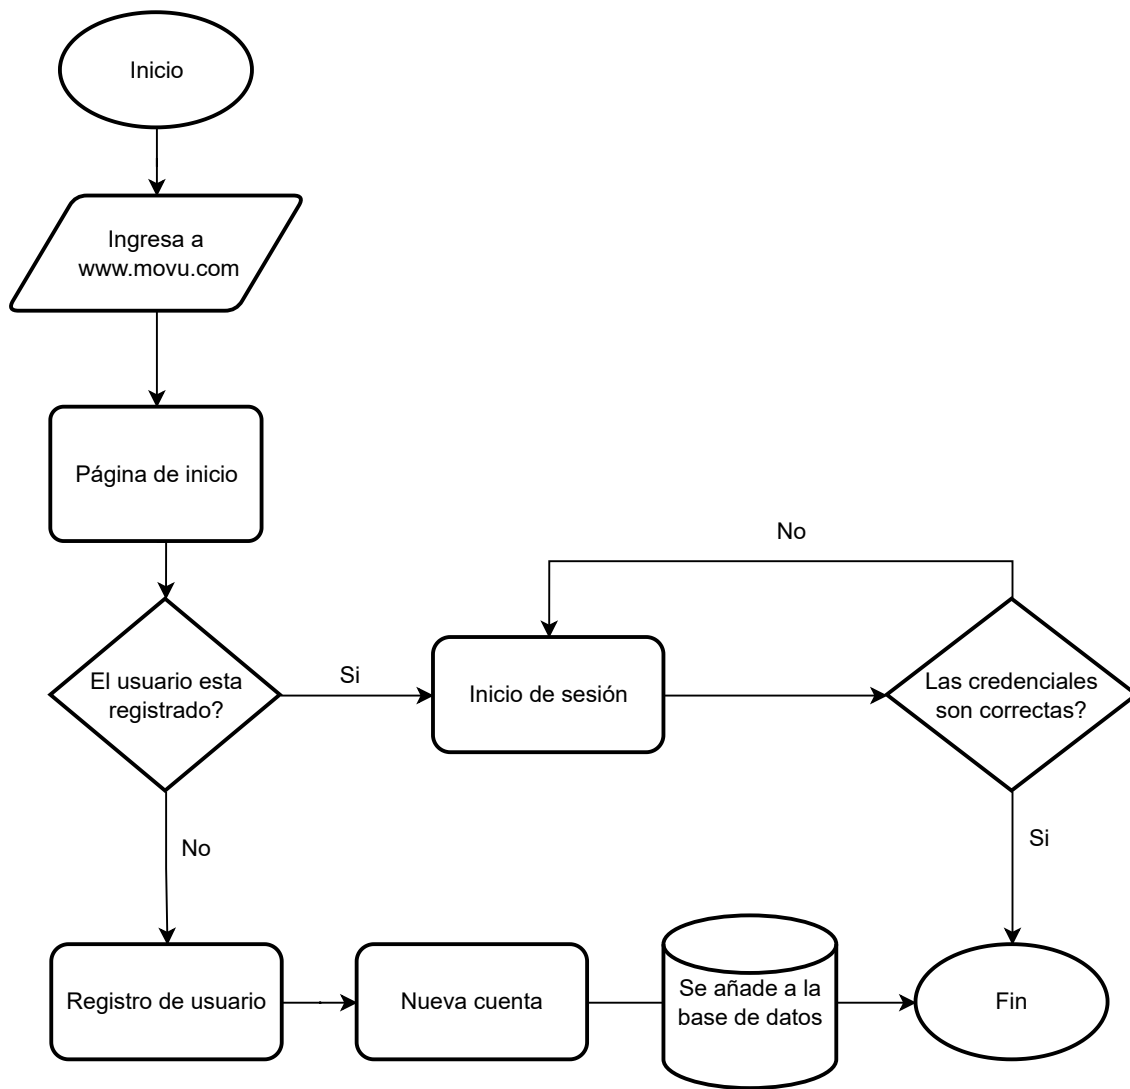 Inicio
Ingresa a
www.movu.com
Página de inicio
No
El usuario esta
registrado?
Si
Inicio de sesión
Las credenciales
son correctas?
No
Si
Registro de usuario
Nueva cuenta
Se añade a la
base de datos
Fin